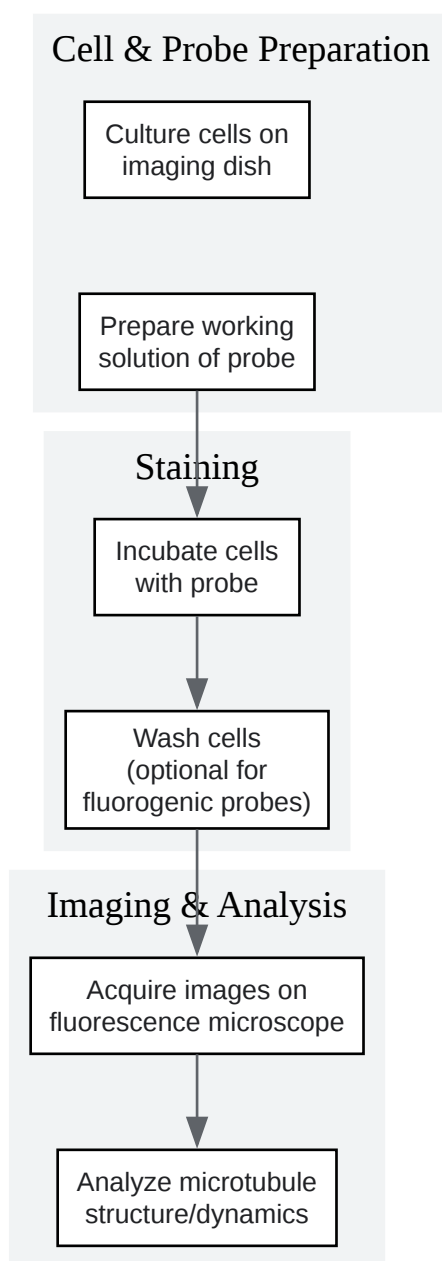 Cell & Probe Preparation
Culture cells on
imaging dish
Prepare working
solution of probe
Staining
Incubate cells
with probe
Wash cells
(optional for
fluorogenic probes)
Imaging & Analysis
Acquire images on
fluorescence microscope
Analyze microtubule
structure/dynamics